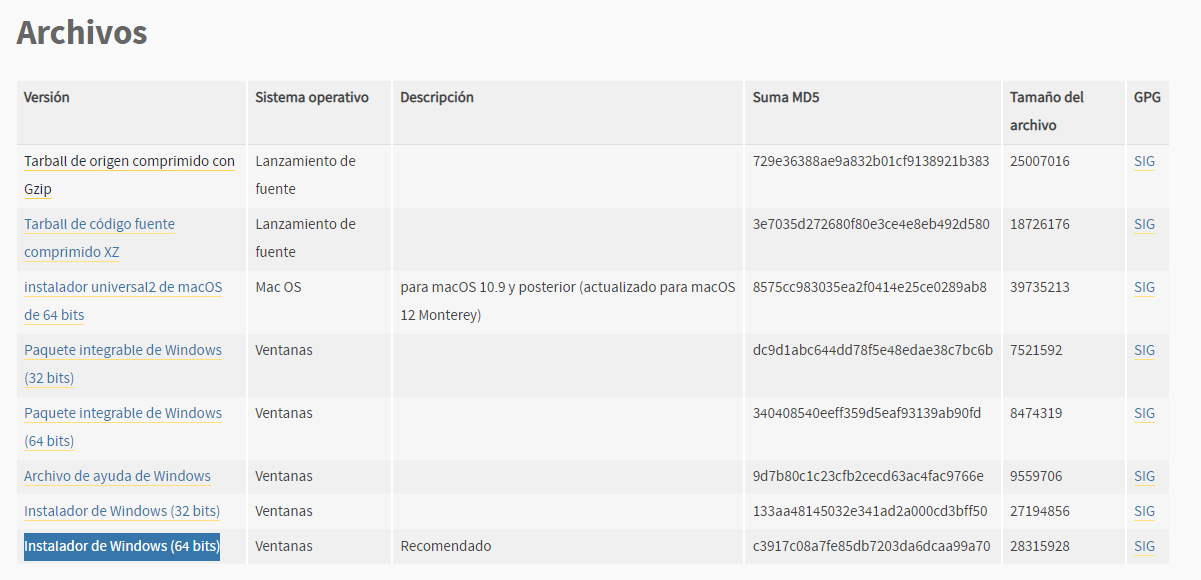 Archivos
Versión Sistema operativo Descripción Suma MD5 Tamaño del GPG
archivo
Tarball de origen comprimido con Lanzamiento de 729e36388ae9a832b01cf9138921b383 25007016 SIG
Gzip fuente
Tarball de código fuente Lanzamiento de 3e7035d272680f80e3ce4e8eb492d580 18726176 SIG
comprimido XZ fuente
instalador universal2 de macOS Mac OS para macOS 10.9 y posterior (actualizado para macOS 8575cc983035ea2f0414e25ce0289ab8 39735213 SIG
de 64 bits 12 Monterey)
Paquete integrable de Windows Ventanas dc9d1abc644dd78f5e48edae38c7bc6b 7521592 SIG
(32 bits)
Paquete integrable de Windows Ventanas 340408540eeff359d5eaf93139ab90fd 8474319 SIG
(64 bits)
Archivo de ayuda de Windows Ventanas 9d7b80c1c23cfb2cecd63ac4fac9766e 9559706 SIG
Instalador de Windows (32 bits) Ventanas 133aa48145032e341ad2a000cd3bff50 27194856 SIG
Instalador de Windows (64 bits) Ventanas Recomendado c3917c08a7fe85db7203da6dcaa99a70 28315928 SIG